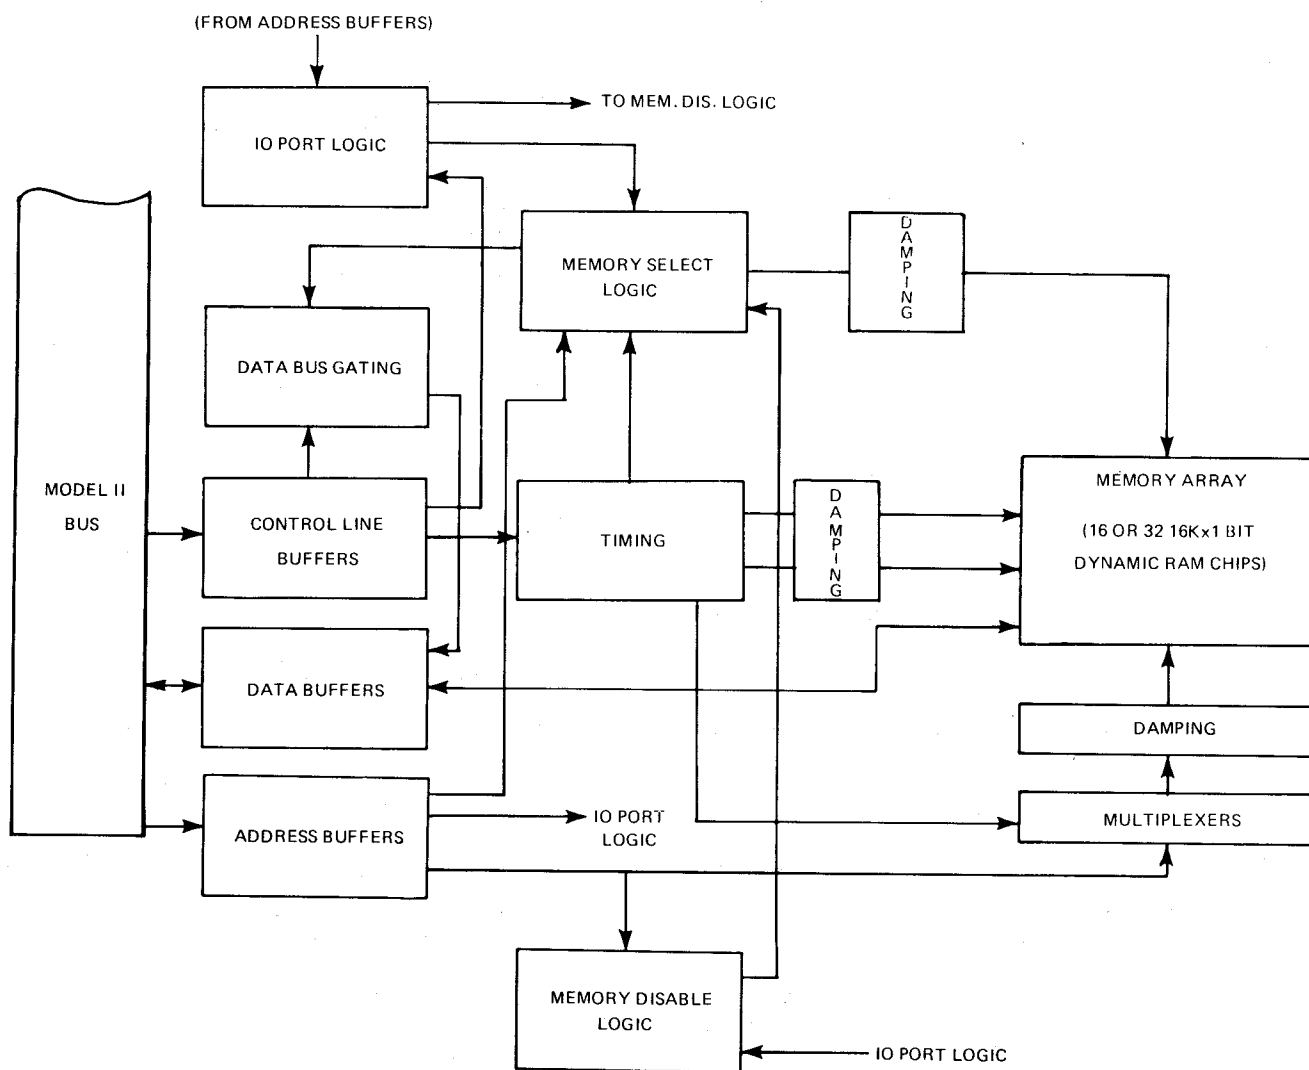 (FROM ADDRESS BUFFERS)
IO PORT LOGIC
TO MEM. DIS. LOGIC
MEMORY SELECT
LOGIC
DAMPING
DATA BUS GATING
MODEL II
BUS
CONTROL LINE
BUFFERS
TIMING
DAMPING
MEMORY ARRAY
(16 OR 32 16Kx1 BIT
DYNAMIC RAM CHIPS)
DATA BUFFERS
DAMPING
MULTIPLEXERS
ADDRESS BUFFERS
IO PORT
LOGIC
MEMORY DISABLE
LOGIC
IO PORT LOGIC